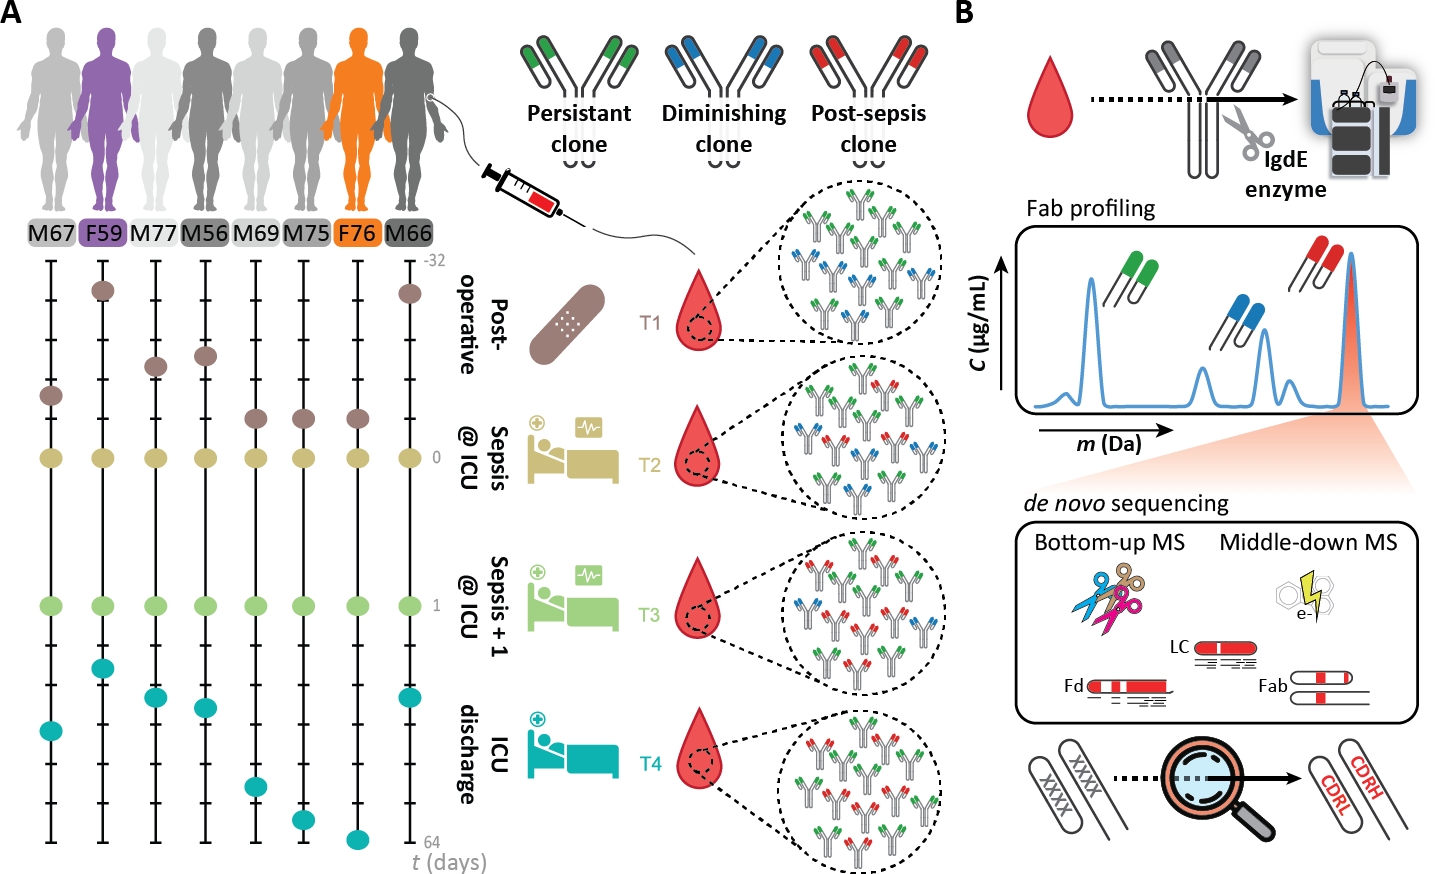 A
Persistant
clone
Diminishing
clone
Post-sepsis
clone
M67 F59 M77 M56 M69 M75 F76 M66
-32
Post-
operative
T1
Sepsis
@ ICU
T2
0
Sepsis + 1
@ ICU
T3
1
ICU
discharge
T4
64
t (days)
B
IgdE
enzyme
Fab profiling
C (µg/mL)
m (Da)
de novo sequencing
Bottom-up MS
Middle-down MS
e-
LC
Fd
Fab
XXXX
XXXX
CDRL
CDRH